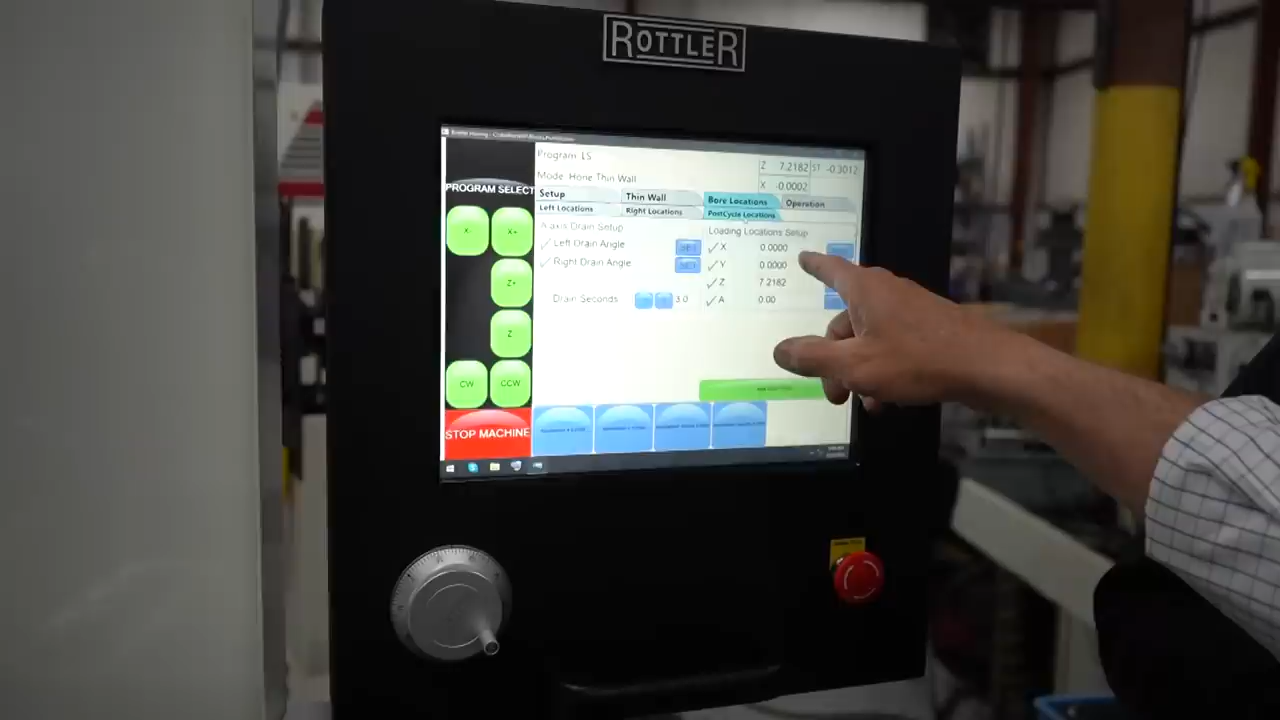 ROTTLER
Program: LS
Mode: Hone Thin Wall
Z 7.2182 S1 -0.3012
X -0.0002
PROGRAM SELECT
Setup
Thin Wall
Bore Locations
Operation
Left Locations
Right Locations
PostCycle Locations
A axis Drain Setup
Left Drain Angle
SET
Right Drain Angle
SET
Drain Seconds
3.0
Loading Locations Setup
X 0.0000
Y 0.0000
Z 7.2182
A 0.00
X-
X+
Z+
Z-
CW
CCW
STOP MACHINE